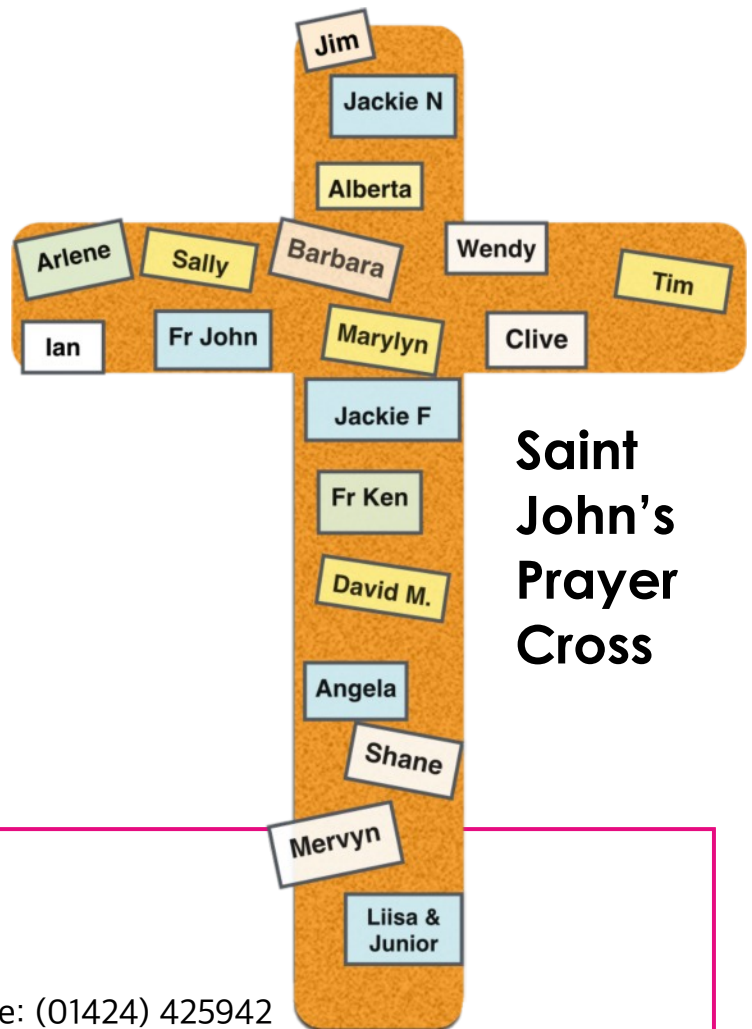 Jim
Jackie N
Alberta
Arlene
Sally
Barbara
Wendy
Tim
Ian
Fr John
Marylyn
Clive
Jackie F
Saint
John’s
Prayer
Cross
Fr Ken
David M.
Angela
Shane
Mervyn
Liisa &
Junior
e: (01424) 425942